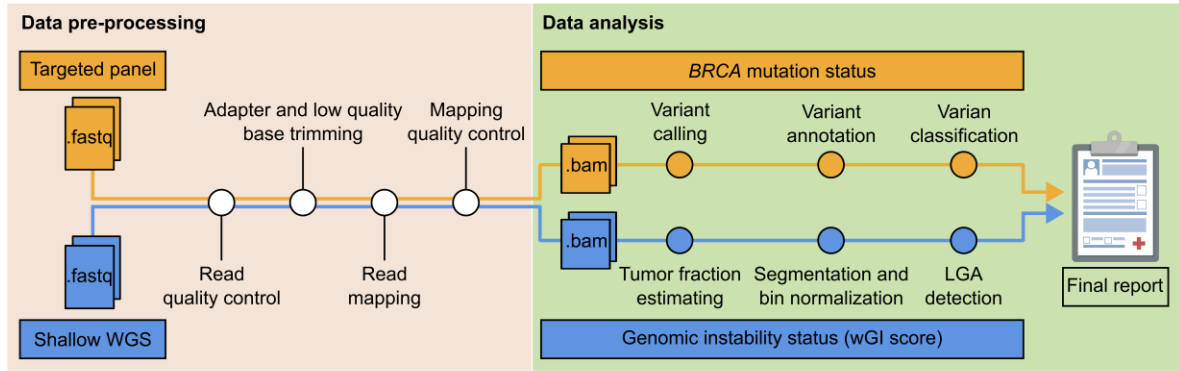 Data pre-processing
Targeted panel
.fastq
Adapter and low quality
base trimming
Mapping
quality control
Read
quality control
Read
mapping
.fastq
Shallow WGS
Data analysis
BRCA mutation status
Variant
calling
Variant
annotation
Varian
classification
.bam
.bam
Tumor fraction
estimating
Segmentation and
bin normalization
LGA
detection
Genomic instability status (wGI score)
Final report